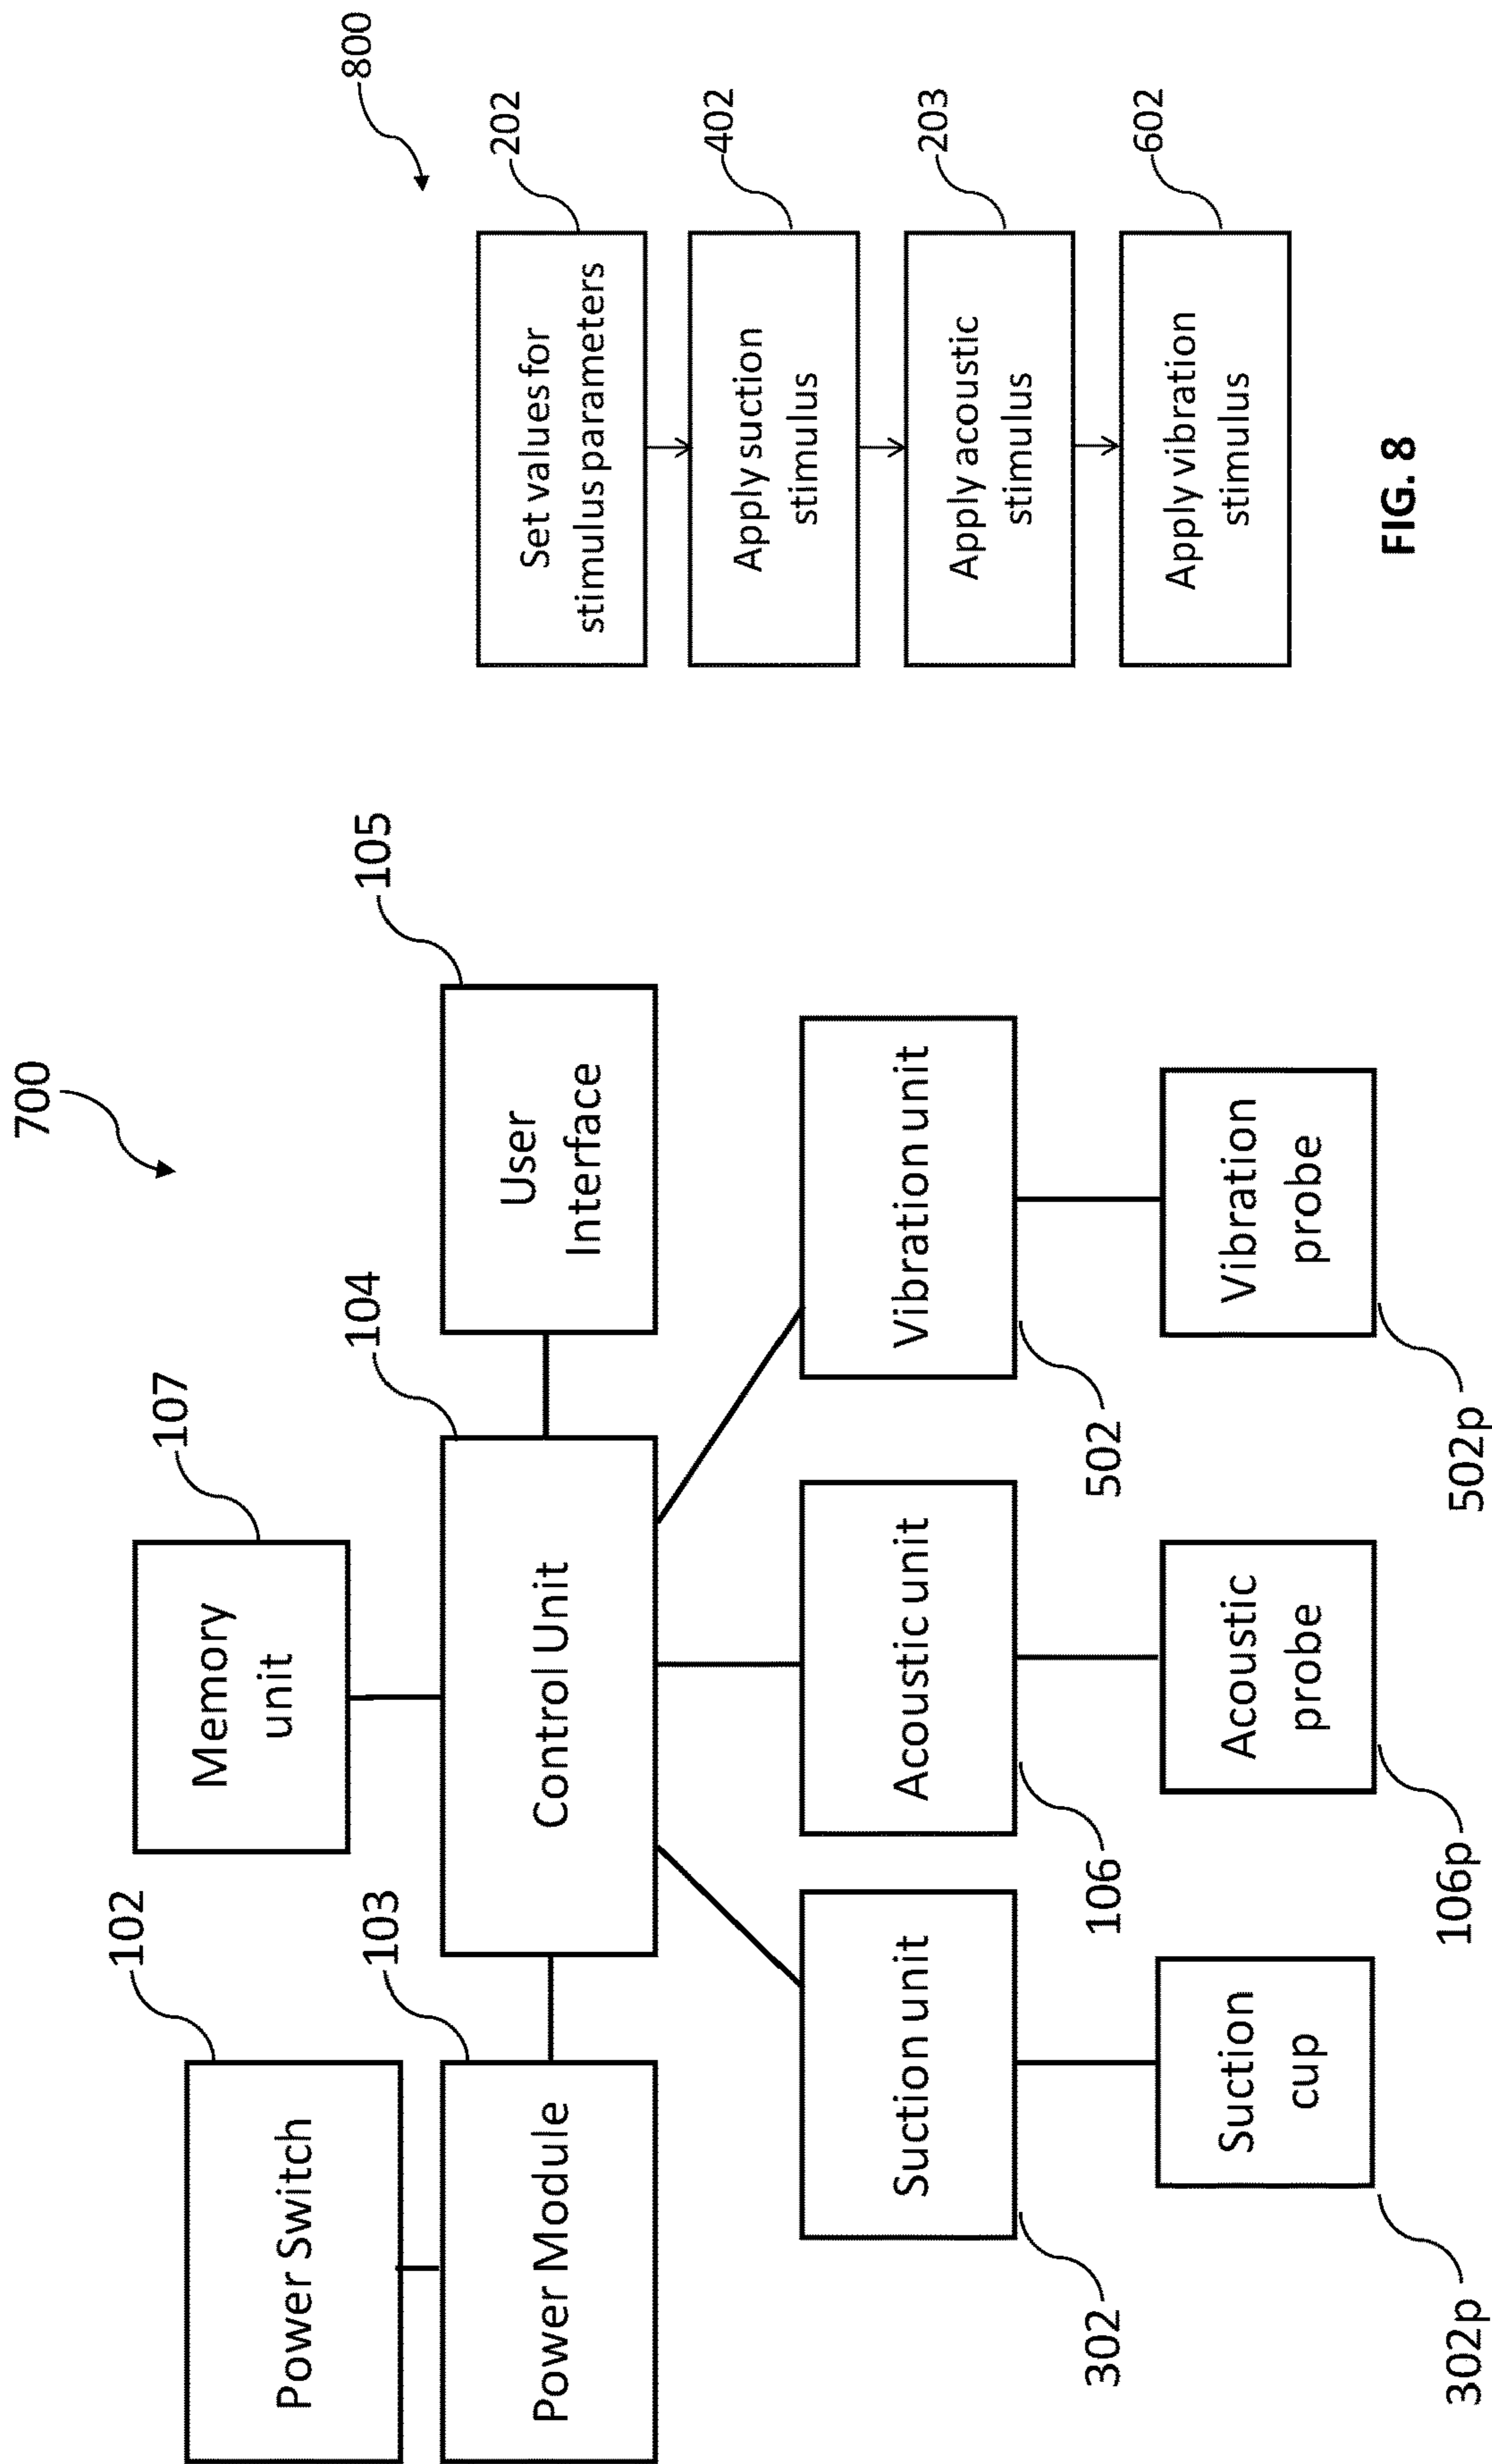 700
102
Power Switch
107
Memory
unit
103
Power Module
104
Control Unit
105
User
Interface
Suction unit
302
Acoustic unit
106
Vibration unit
502
Suction
cup
302p
Acoustic
probe
106p
Vibration
probe
502p
800
202
Set values for
stimulus parameters
402
Apply suction
stimulus
203
Apply acoustic
stimulus
602
Apply vibration
stimulus
FIG. 8